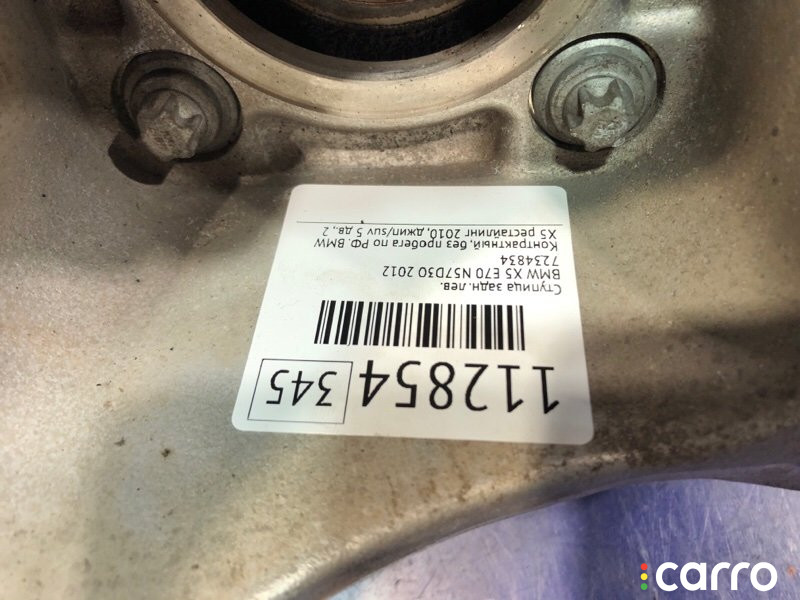 112854 345
Ступица задн. лев.
BMW X5 E70 N57D30 2012
7234834
Контрактный, без пробега по РФ. BMW
X5 рестайлинг 2010, джип/suv 5 дв., 2
carro